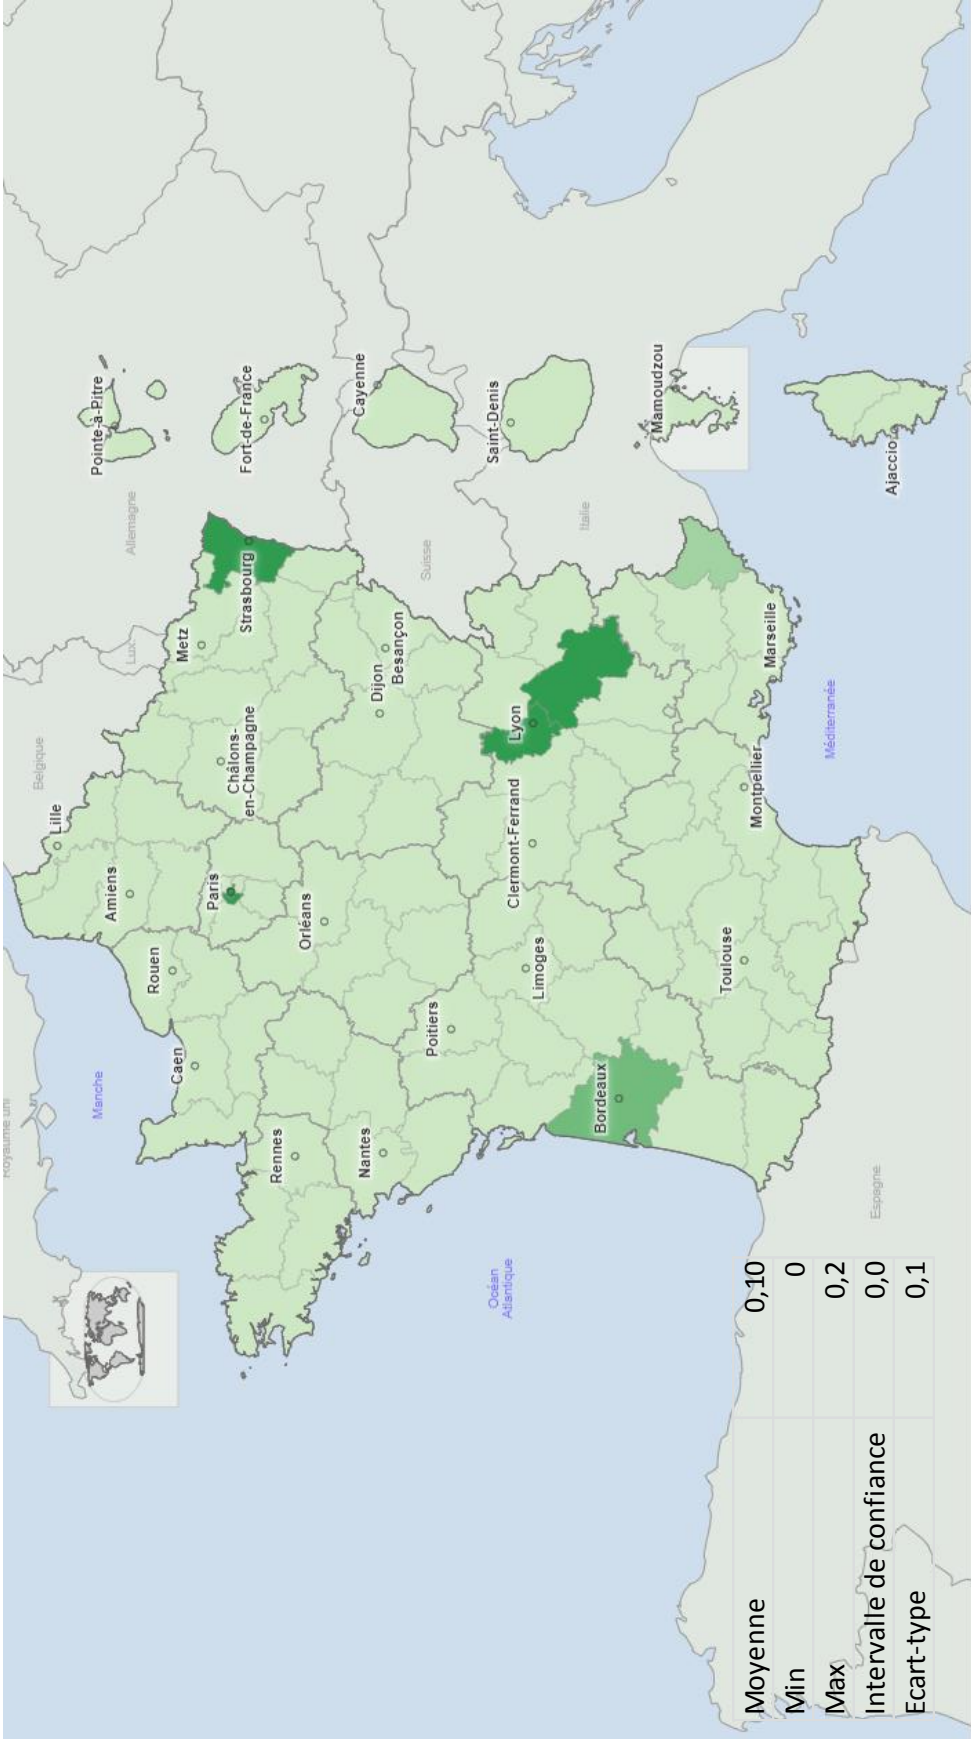 Royaume uni
Manche
Belgique
Lux
Allemagne
Suisse
Italie
Espagne
Océan
Atlantique
Méditerranée
Lille
Amiens
Rouen
Caen
Paris
Châlons-
en-Champagne
Metz
Strasbourg
Rennes
Nantes
Orléans
Dijon
Besançon
Poitiers
Limoges
Clermont-Ferrand
Lyon
Bordeaux
Toulouse
Montpellier
Marseille
Ajaccio
Pointe-à-Pitre
Fort-de-France
Cayenne
Saint-Denis
Mamoudzou
Moyenne 0,10
Min 0
Max 0,2
Intervalle de confiance 0,0
Ecart-type 0,1